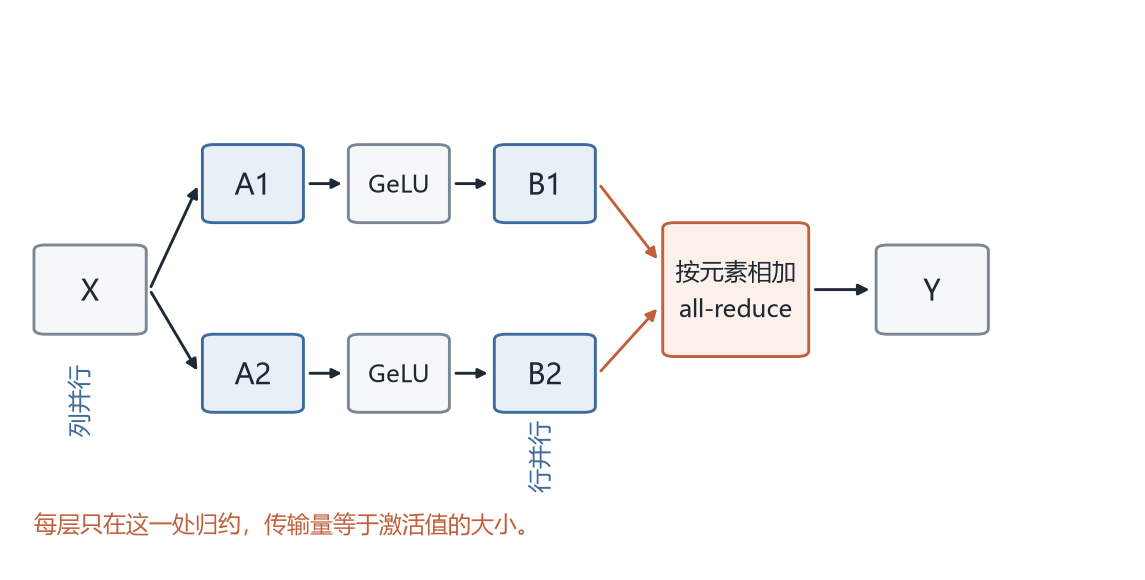 A1
GeLU
B1
X
按元素相加
all-reduce
Y
A2
GeLU
B2
列并行
行并行
每层只在这一处归约，传输量等于激活值的大小。